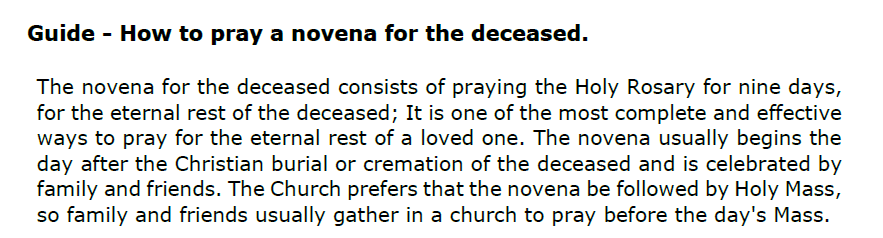 Guide - How to pray a novena for the deceased.
The novena for the deceased consists of praying the Holy Rosary for nine days,
for the eternal rest of the deceased; It is one of the most complete and effective
ways to pray for the eternal rest of a loved one. The novena usually begins the
day after the Christian burial or cremation of the deceased and is celebrated by
family and friends. The Church prefers that the novena be followed by Holy Mass,
so family and friends usually gather in a church to pray before the day's Mass.